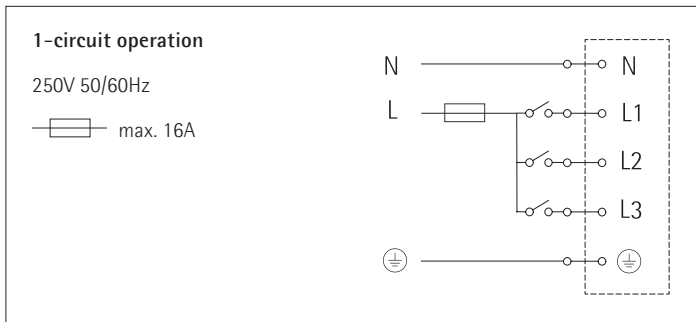 1-circuit operation
250V 50/60Hz
max. 16A
N N
L L1
L2
L3